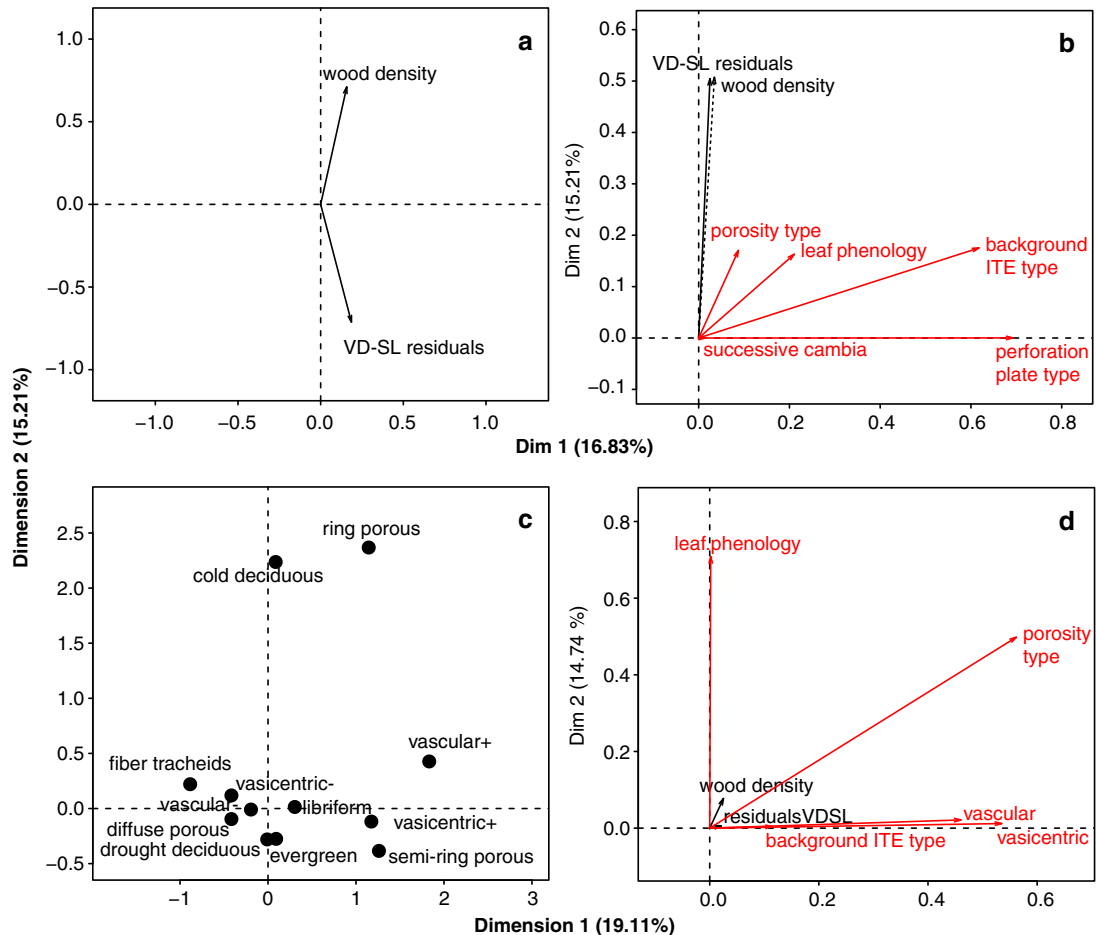 a
1.0
0.5
0.0
−0.5
−1.0
wood density
VD-SL residuals
−1.0
−0.5
0.0
0.5
1.0
Dimension 2 (15.21%)
b
0.6
0.5
0.4
0.3
0.2
0.1
0.0
−0.1
Dim 2 (15.21%)
VD-SL residuals
wood density
porosity type
leaf phenology
background
ITE type
successive cambia
perforation
plate type
0.0
0.2
0.4
0.6
0.8
Dim 1 (16.83%)
c
2.5
2.0
1.5
1.0
0.5
0.0
−0.5
ring porous
cold deciduous
vascular+
fiber tracheids
vasicentric-
vascular-
libriform
vasicentric+
diffuse porous
drought deciduous
evergreen
semi-ring porous
−1
0
1
2
3
d
0.8
0.6
0.4
0.2
0.0
Dim 2 (14.74 %)
leaf phenology
porosity
type
wood density
residualsVDSL
vascular
background ITE type
vasicentric
0.0
0.2
0.4
0.6
Dimension 1 (19.11%)